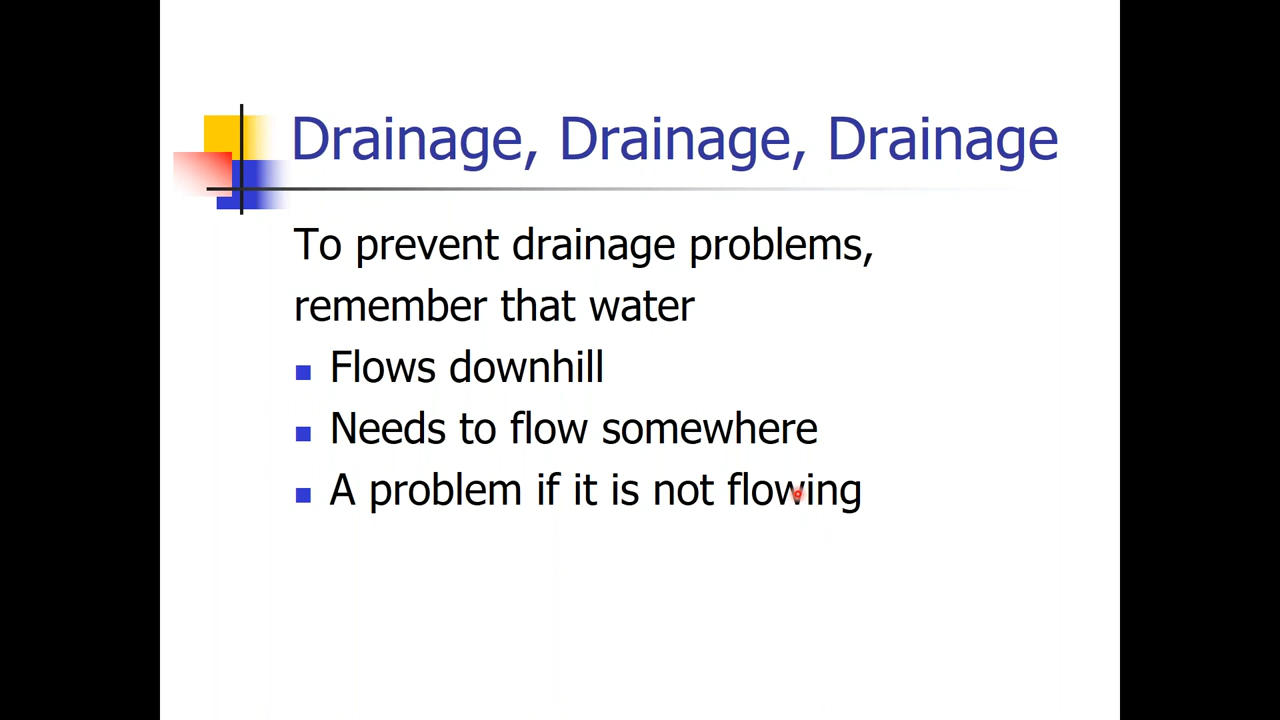 Drainage, Drainage, Drainage
To prevent drainage problems,
remember that water
Flows downhill
Needs to flow somewhere
A problem if it is not flowing